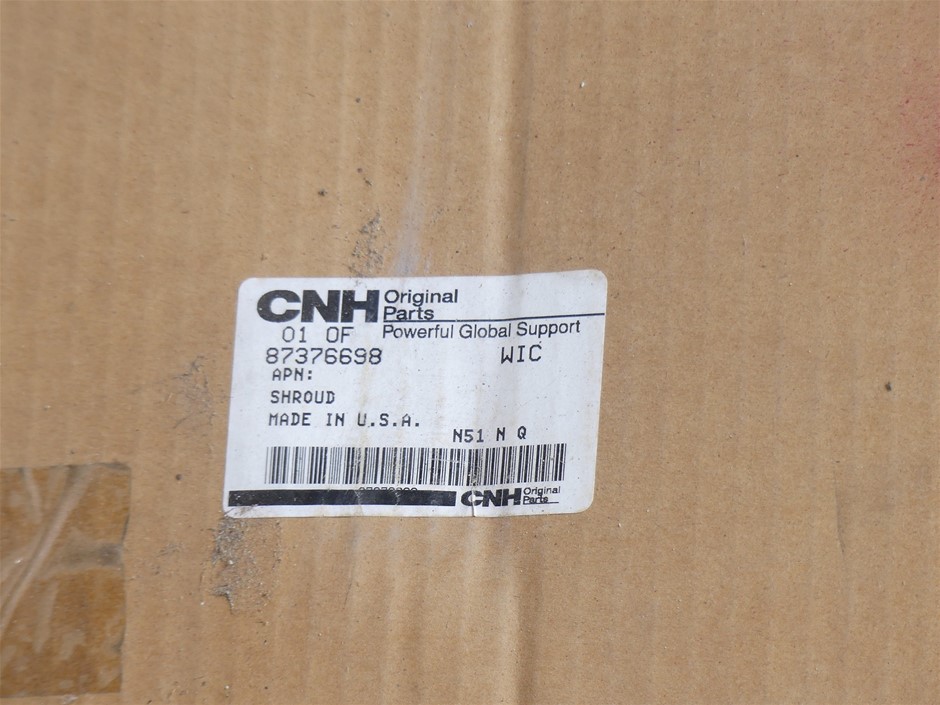 CNH Original Parts
Powerful Global Support
01 OF
87376698 WIC
APN:
SHROUD
MADE IN U.S.A.
N51 N Q
CNH Original Parts